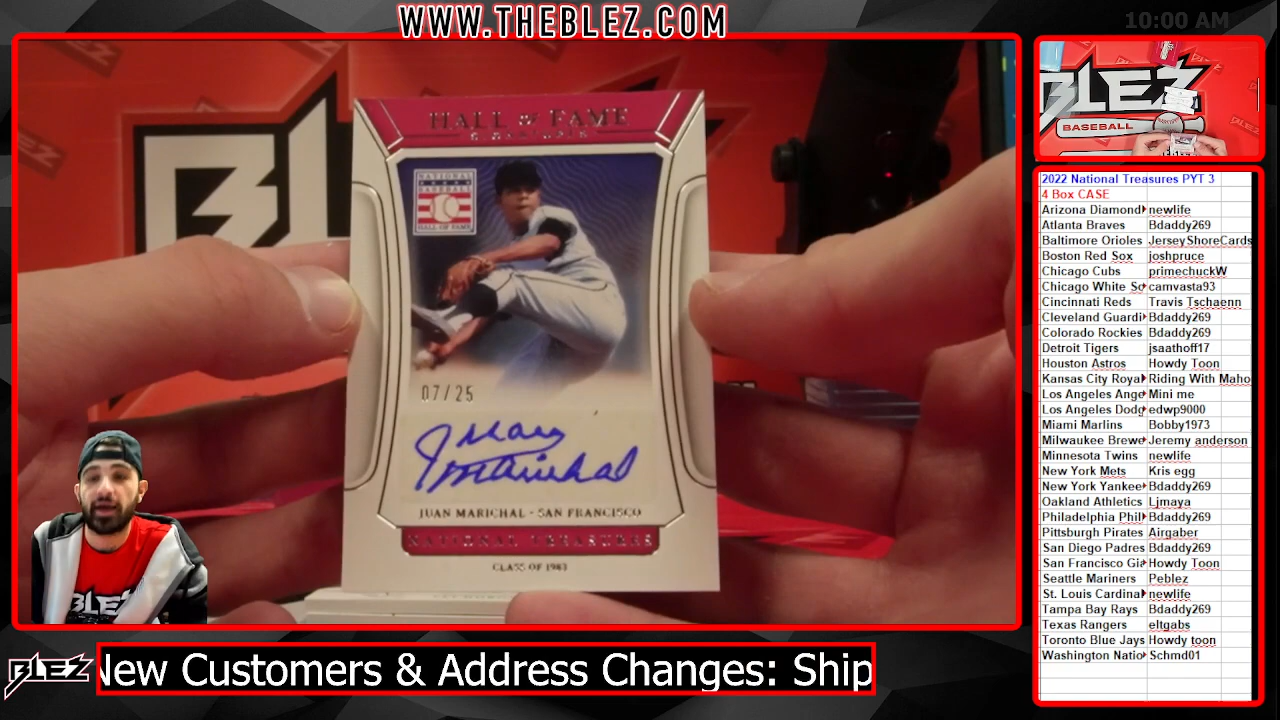 WWW.THEBLEZ.COM
10:00 AM
HALL of FAME
NATIONAL
BASEBALL
HALL OF FAME
07/25
Juan Marichal
JUAN MARICHAL - SAN FRANCISCO
NATIONAL TREASURES
CLASS OF 1983
BLEZ
BASEBALL
2022 National Treasures PYT 3
4 Box CASE
Arizona Diamond newlife
Atlanta Braves Bdaddy269
Baltimore Orioles JerseyShoreCards
Boston Red Sox joshpruce
Chicago Cubs primechuckW
Chicago White So camvasta93
Cincinnati Reds Travis Tschaenn
Cleveland Guardi Bdaddy269
Colorado Rockies Bdaddy269
Detroit Tigers jsaathoff17
Houston Astros Howdy Toon
Kansas City Roya Riding With Maho
Los Angeles Ange Mini me
Los Angeles Dodg edwp9000
Miami Marlins Bobby1973
Milwaukee Brewe Jeremy anderson
Minnesota Twins newlife
New York Mets Kris egg
New York Yankee Bdaddy269
Oakland Athletics Ljmaya
Philadelphia Phil Bdaddy269
Pittsburgh Pirates Airgaber
San Diego Padres Bdaddy269
San Francisco Gia Howdy Toon
Seattle Mariners Peblez
St. Louis Cardinal newlife
Tampa Bay Rays Bdaddy269
Texas Rangers eltgabs
Toronto Blue Jays Howdy toon
Washington Natio Schmd01
BLEZ
BLEZ New Customers & Address Changes: Ship